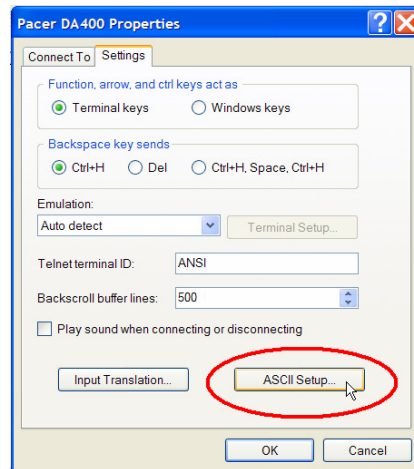 Pacer DA400 Properties
Connect To Settings
Function, arrow, and ctrl keys act as
Terminal keys Windows keys
Backspace key sends
Ctrl+H Del Ctrl+H, Space, Ctrl+H
Emulation:
Auto detect Terminal Setup...
Telnet terminal ID: ANSI
Backscroll buffer lines: 500
Play sound when connecting or disconnecting
Input Translation... ASCII Setup...
OK Cancel